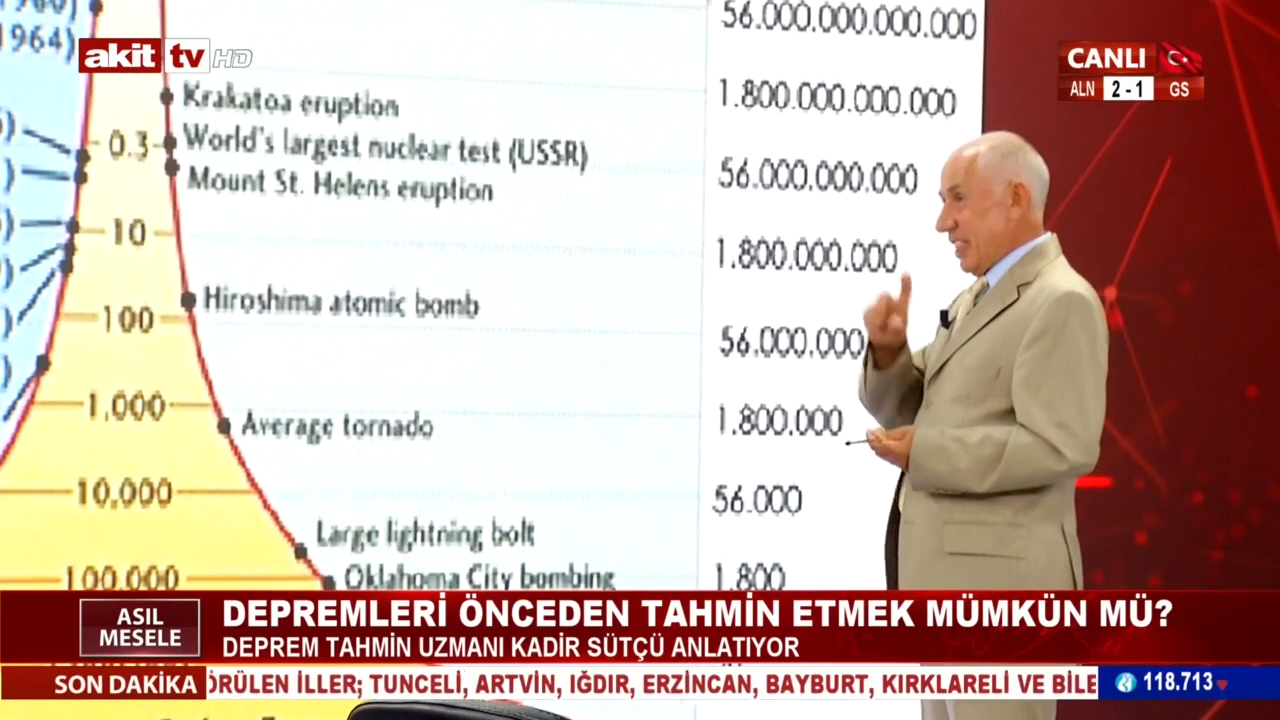 1964)
akit tv HD
Krakatoa eruption
0.3
World's largest nuclear test (USSR)
Mount St. Helens eruption
10
Hiroshima atomic bomb
100
1,000
Average tornado
10,000
Large lightning bolt
100,000
Oklahoma City bombing
56.000.000.000.000
1.800.000.000.000
56.000.000.000
1.800.000.000
56.000.000
1.800.000
56.000
1.800
CANLI
ALN 2 - 1 GS
ASIL MESELE
DEPREMLERİ ÖNCEDEN TAHMİN ETMEK MÜMKÜN MÜ?
DEPREM TAHMİN UZMANI KADİR SÜTÇÜ ANLATIYOR
SON DAKİKA
ÖRÜLEN İLLER; TUNCELİ, ARTVİN, IĞDIR, ERZİNCAN, BAYBURT, KIRKLARELİ VE BİLE
118.713